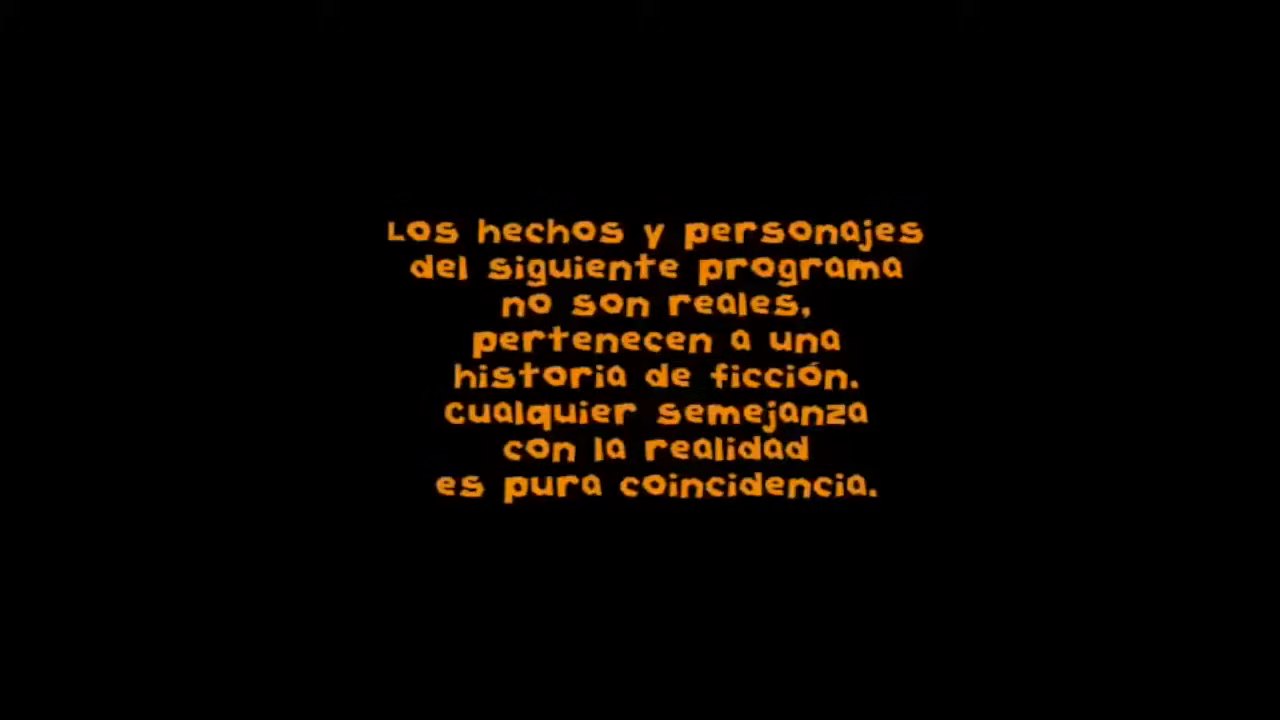 Los hechos y personajes
del siguiente programa
no son reales,
pertenecen a una
historia de ficción.
cualquier semejanza
con la realidad
es pura coincidencia.